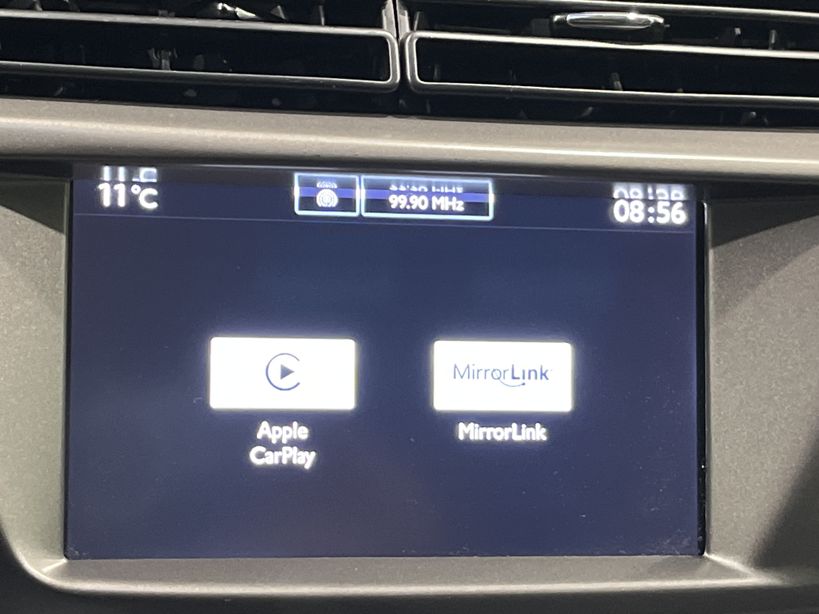 11°C
99.90 MHz
08:56
MirrorLink
Apple
CarPlay
MirrorLink